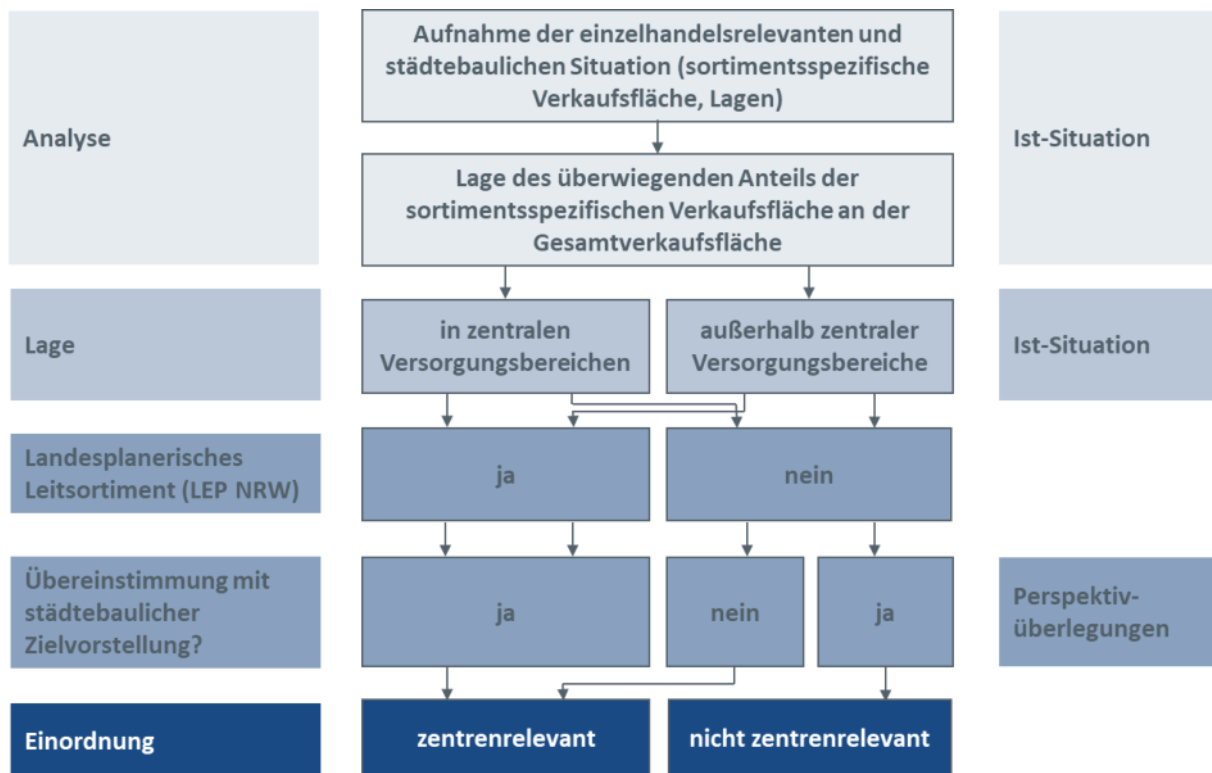 Analyse
Aufnahme der einzelhandelsrelevanten und
städtebaulichen Situation (sortimentsspezifische
Verkaufsfläche, Lagen)
Lage des überwiegenden Anteils der
sortimentsspezifischen Verkaufsfläche an der
Gesamtverkaufsfläche
Ist-Situation
Lage
in zentralen
Versorgungsbereichen
außerhalb zentraler
Versorgungsbereiche
Ist-Situation
Landesplanerisches
Leitsortiment (LEP NRW)
ja
nein
Übereinstimmung mit
städtebaulicher
Zielvorstellung?
ja
nein
ja
Perspektiv-
überlegungen
Einordnung
zentrenrelevant
nicht zentrenrelevant